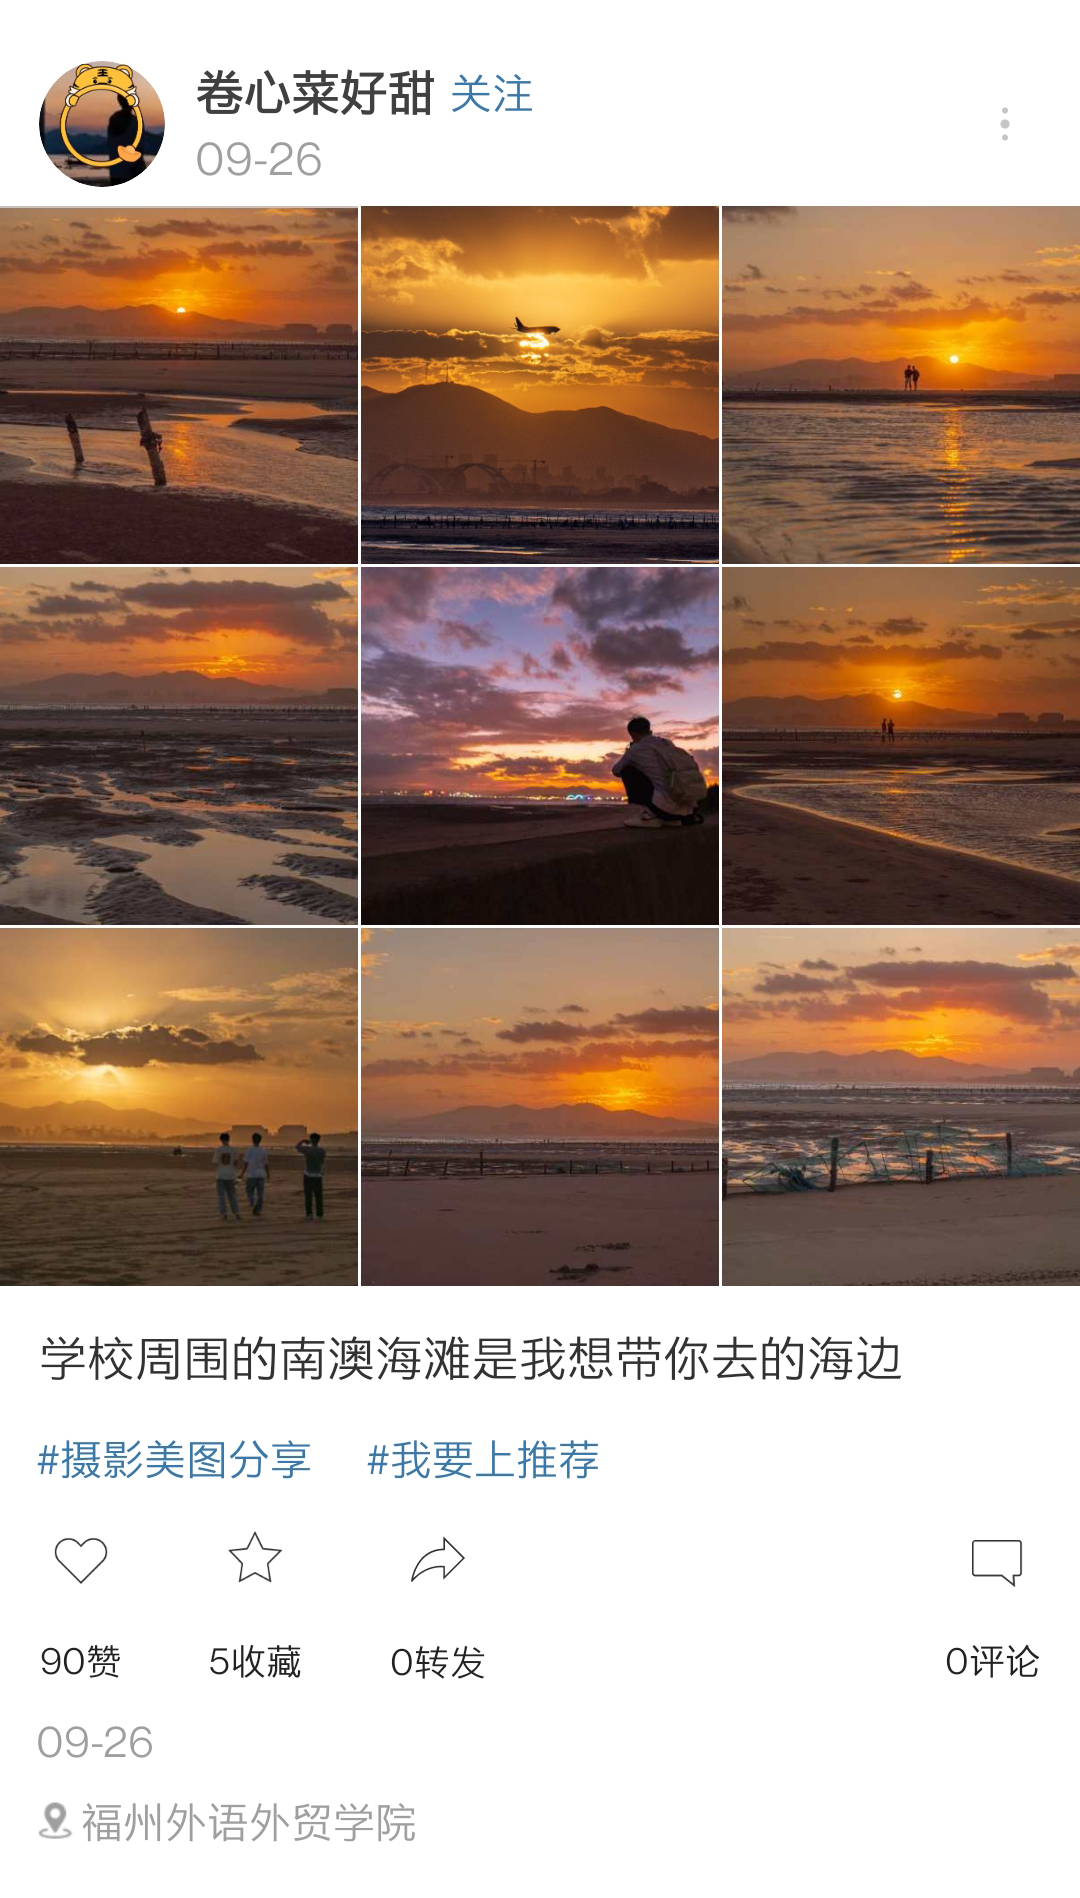 卷心菜好甜 关注
09-26
学校周围的南澳海滩是我想带你去的海边
#摄影美图分享 #我要上推荐
90赞 5收藏 0转发 0评论
09-26
福州外语外贸学院